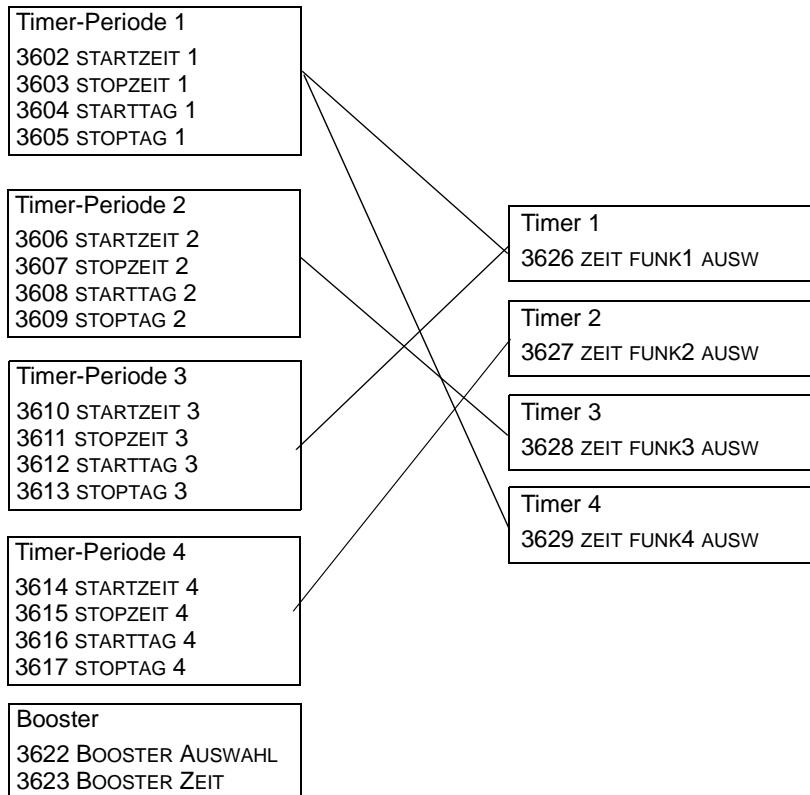 Timer-Periode 1
3602 STARTZEIT 1
3603 STOPZEIT 1
3604 STARTTAG 1
3605 STOPTAG 1
Timer-Periode 2
3606 STARTZEIT 2
3607 STOPZEIT 2
3608 STARTTAG 2
3609 STOPTAG 2
Timer-Periode 3
3610 STARTZEIT 3
3611 STOPZEIT 3
3612 STARTTAG 3
3613 STOPTAG 3
Timer-Periode 4
3614 STARTZEIT 4
3615 STOPZEIT 4
3616 STARTTAG 4
3617 STOPTAG 4
Booster
3622 BOOSTER AUSWAHL
3623 BOOSTER ZEIT
Timer 1
3626 ZEIT FUNK1 AUSW
Timer 2
3627 ZEIT FUNK2 AUSW
Timer 3
3628 ZEIT FUNK3 AUSW
Timer 4
3629 ZEIT FUNK4 AUSW